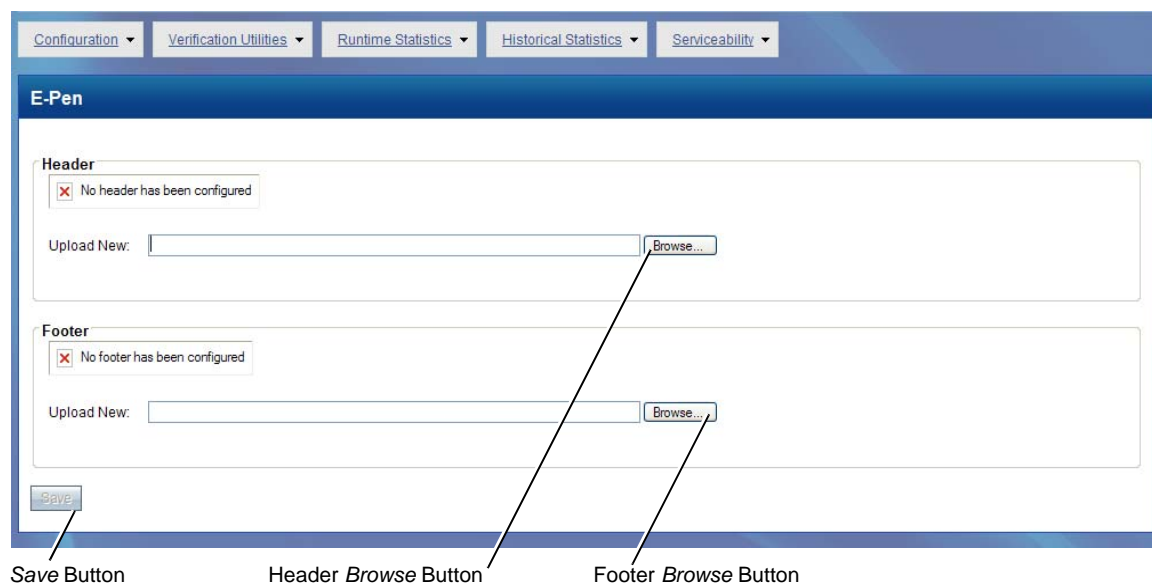 Configuration Verification Utilities Runtime Statistics Historical Statistics Serviceability
E-Pen
Header
No header has been configured
Upload New: Browse...
Footer
No footer has been configured
Upload New: Browse...
Save
Save Button Header Browse Button Footer Browse Button